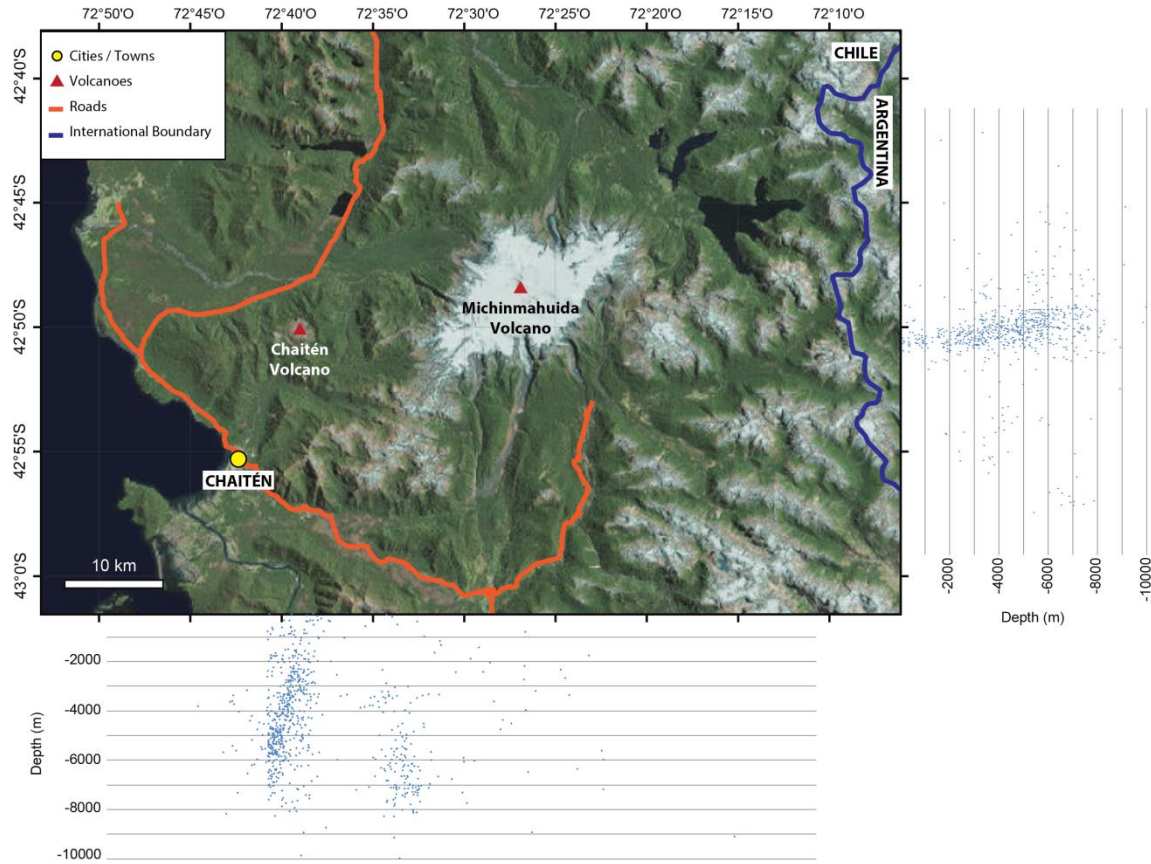 72°50'O 72°45'O 72°40'O 72°35'O 72°30'O 72°25'O 72°20'O 72°15'O 72°10'O
Cities / Towns
Volcanoes
Roads
International Boundary
CHILE
ARGENTINA
42°40'S
42°45'S
42°50'S
42°55'S
43°0'S
Michinmahuida
Volcano
Chaitén
Volcano
CHAITÉN
10 km
-2000
-4000
-6000
-8000
-10000
Depth (m)
-2000
-4000
-6000
-8000
-10000
Depth (m)